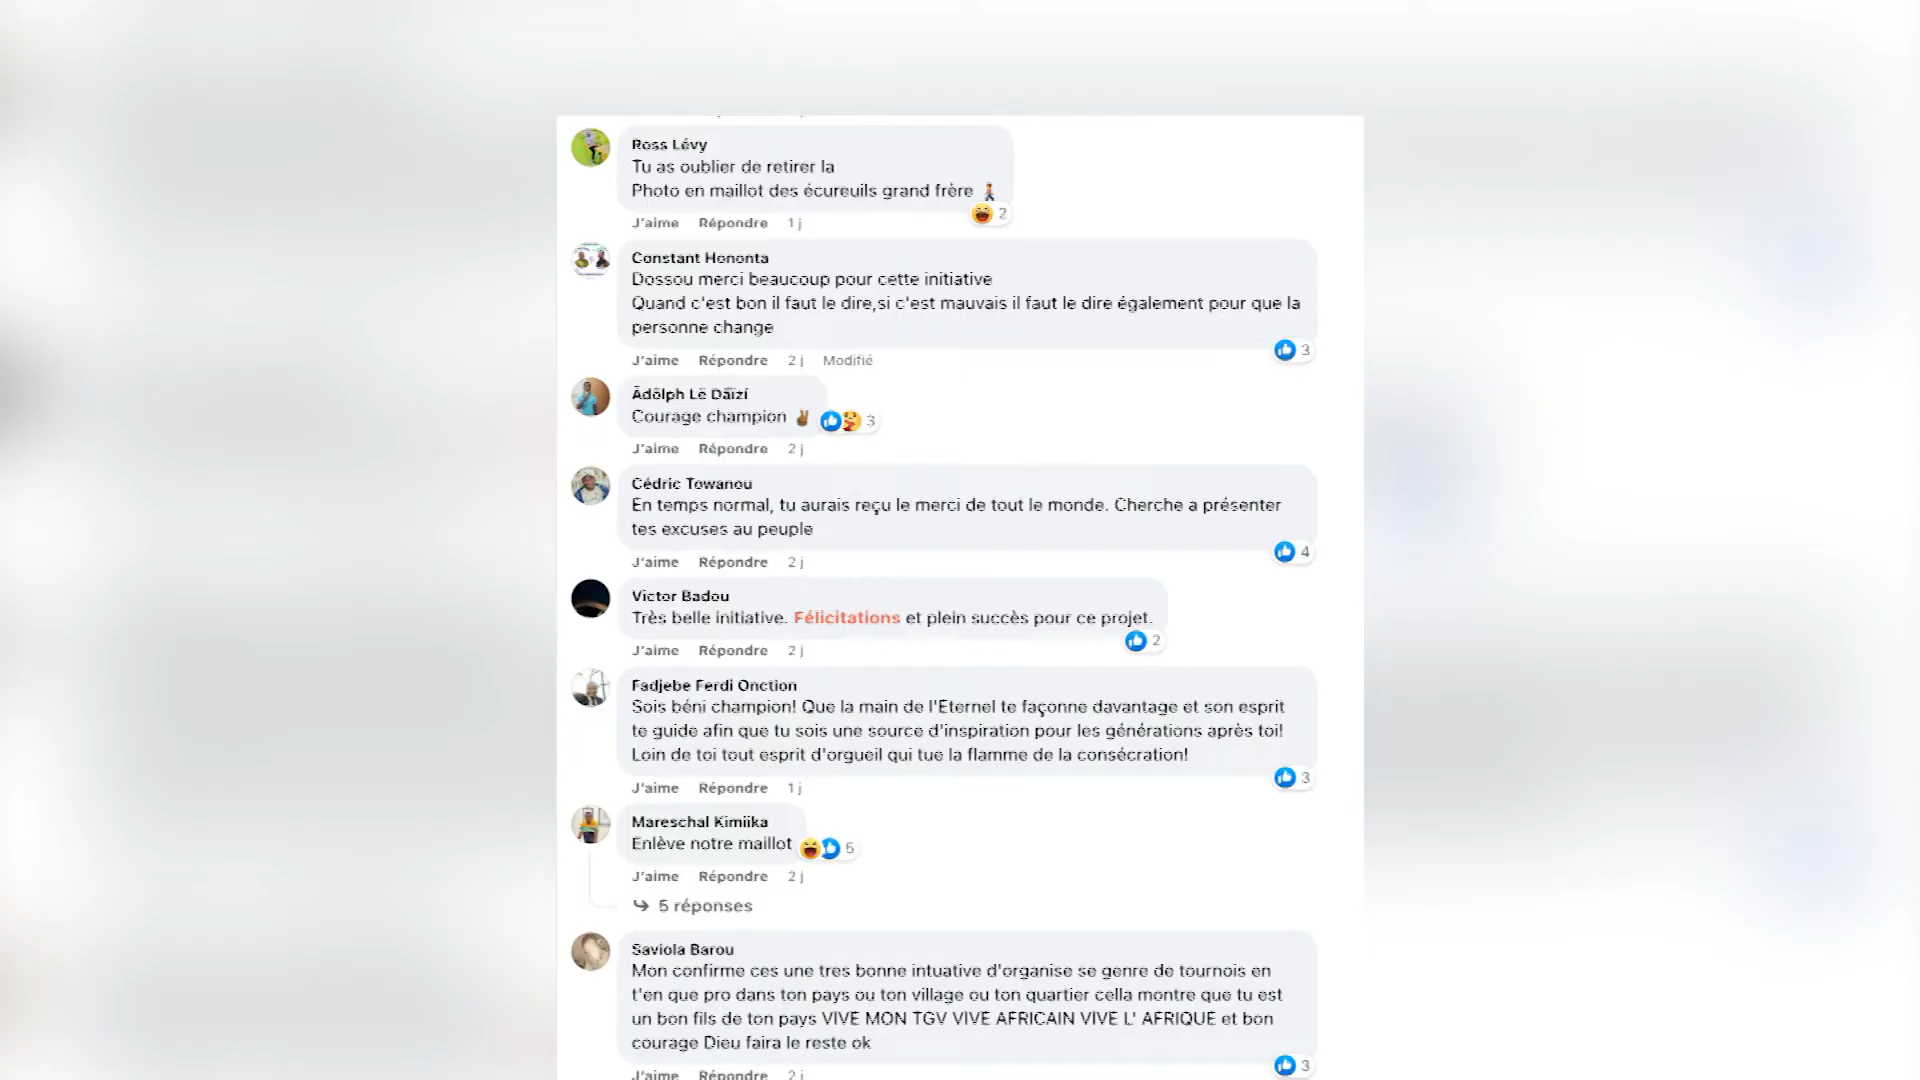 Ross Lévy
Tu as oublier de retirer la
Photo en maillot des écureuils grand frère
2
J'aime Répondre 1 j
Constant Hononta
Dossou merci beaucoup pour cette initiative
Quand c'est bon il faut le dire,si c'est mauvais il faut le dire également pour que la
personne change
3
J'aime Répondre 2 j Modifié
Ãdõlph Lë Dãïzí
Courage champion
3
J'aime Répondre 2 j
Cédric Towanou
En temps normal, tu aurais reçu le merci de tout le monde. Cherche a présenter
tes excuses au peuple
4
J'aime Répondre 2 j
Victor Badou
Très belle initiative. Félicitations et plein succès pour ce projet.
2
J'aime Répondre 2 j
Fadjebe Ferdi Onction
Sois béni champion! Que la main de l'Eternel te façonne davantage et son esprit
te guide afin que tu sois une source d'inspiration pour les générations après toi!
Loin de toi tout esprit d'orgueil qui tue la flamme de la consécration!
3
J'aime Répondre 1 j
Mareschal Kimiika
Enlève notre maillot
5
J'aime Répondre 2 j
5 réponses
Saviola Barou
Mon confirme ces une tres bonne intuative d'organise se genre de tournois en
t'en que pro dans ton pays ou ton village ou ton quartier cella montre que tu est
un bon fils de ton pays VIVE MON TGV VIVE AFRICAIN VIVE L' AFRIQUE et bon
courage Dieu faira le reste ok
3
J'aime Répondre 2 j